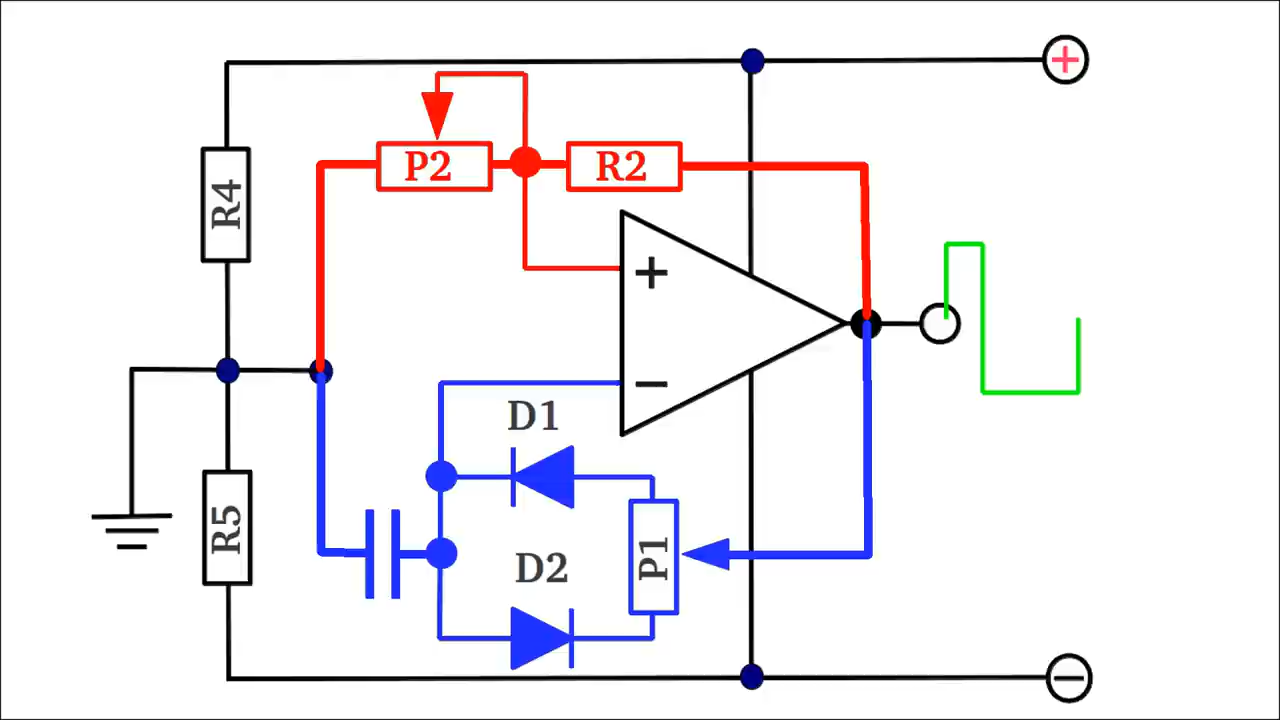 +
P2
R2
R4
+
−
D1
R5
P1
D2
−